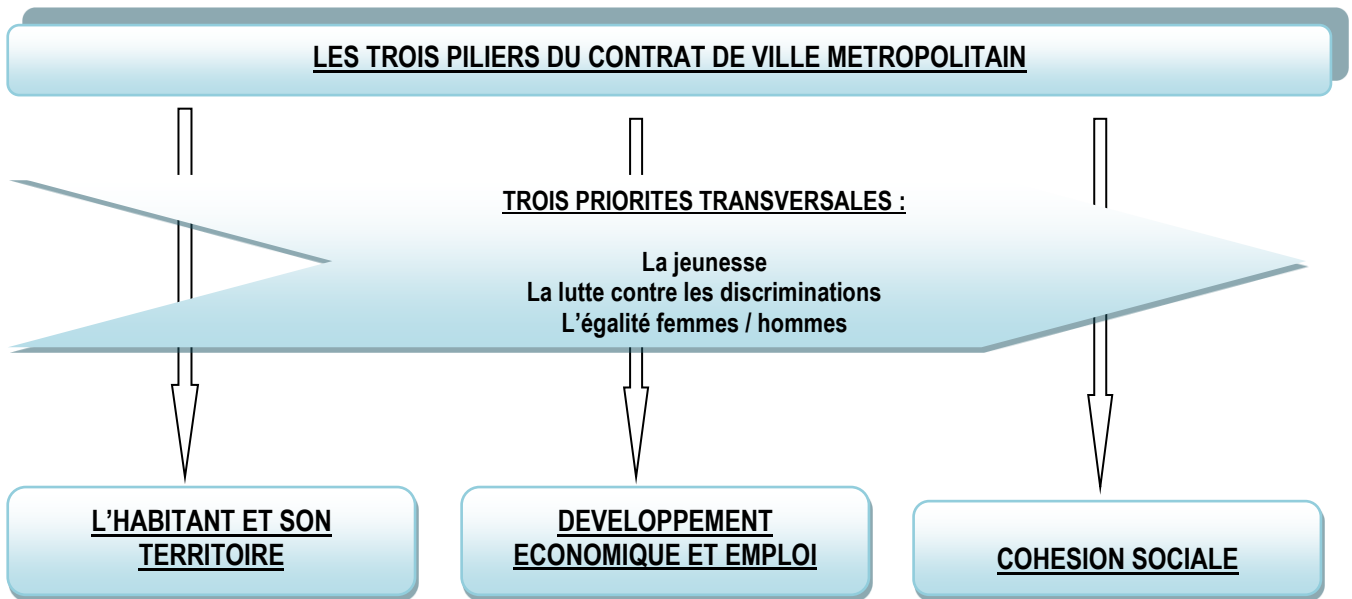 LES TROIS PILIERS DU CONTRAT DE VILLE METROPOLITAIN
TROIS PRIORITES TRANSVERSALES :
La jeunesse
La lutte contre les discriminations
L’égalité femmes / hommes
L’HABITANT ET SON
TERRITOIRE
DEVELOPPEMENT
ECONOMIQUE ET EMPLOI
COHESION SOCIALE